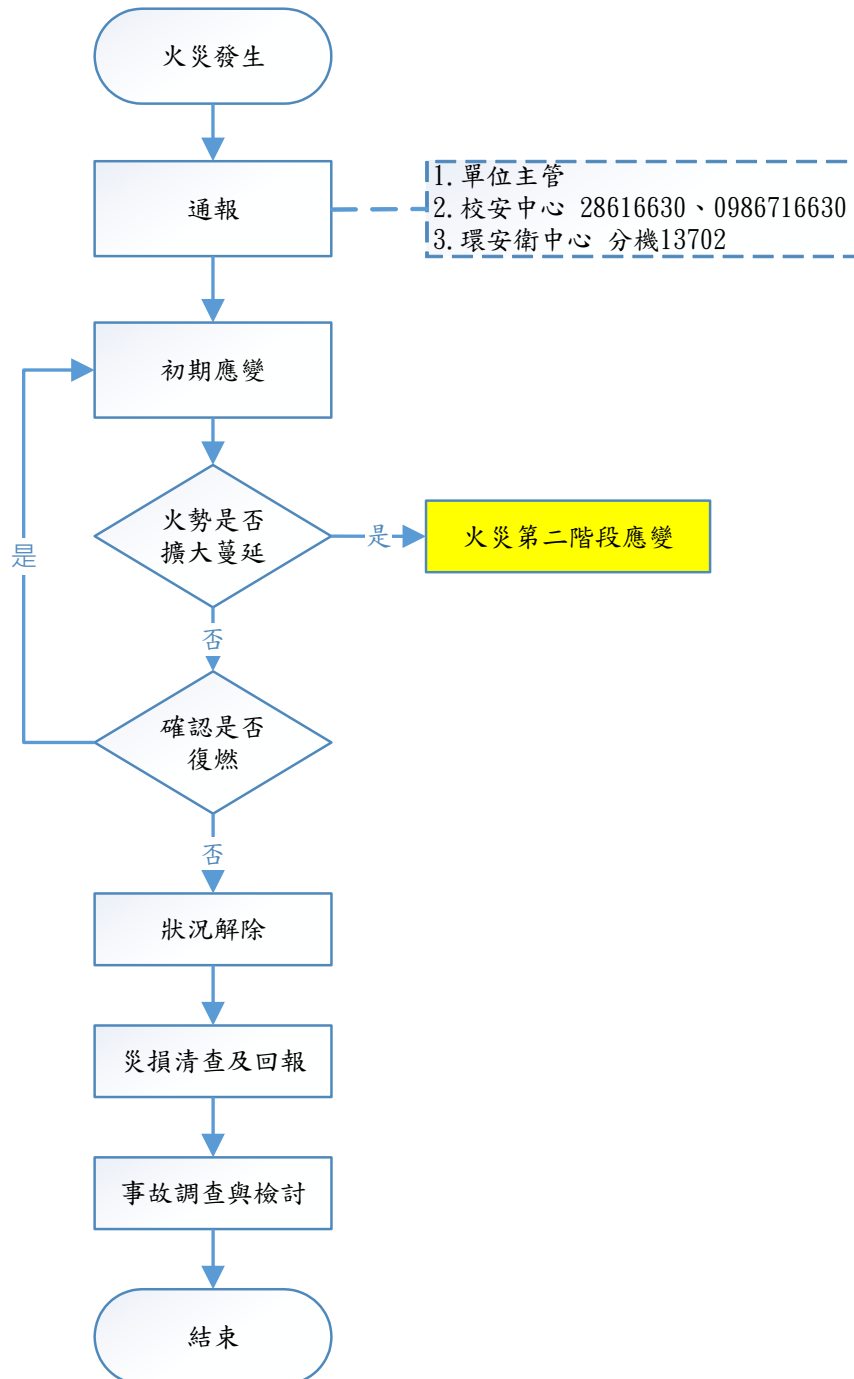 火災發生
通報
1.單位主管
2.校安中心 28616630、0986716630
3.環安衛中心 分機13702
初期應變
火勢是否
擴大蔓延
是
火災第二階段應變
是
否
確認是否
復燃
否
狀況解除
災損清查及回報
事故調查與檢討
結束